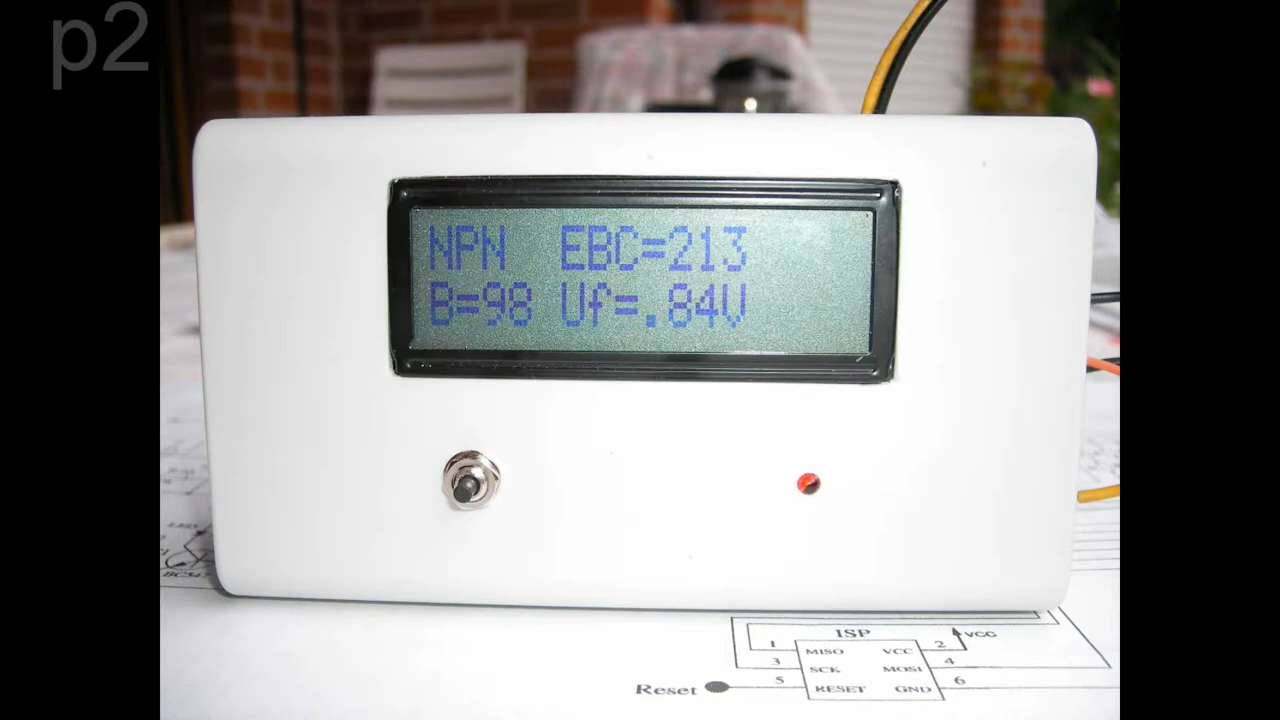 p2
NPN EBC=213
B=98 Uf=.84V
BC547
ISP
VCC
1 MISO VCC 2
3 SCK MOSI 4
5 RESET GND 6
Reset